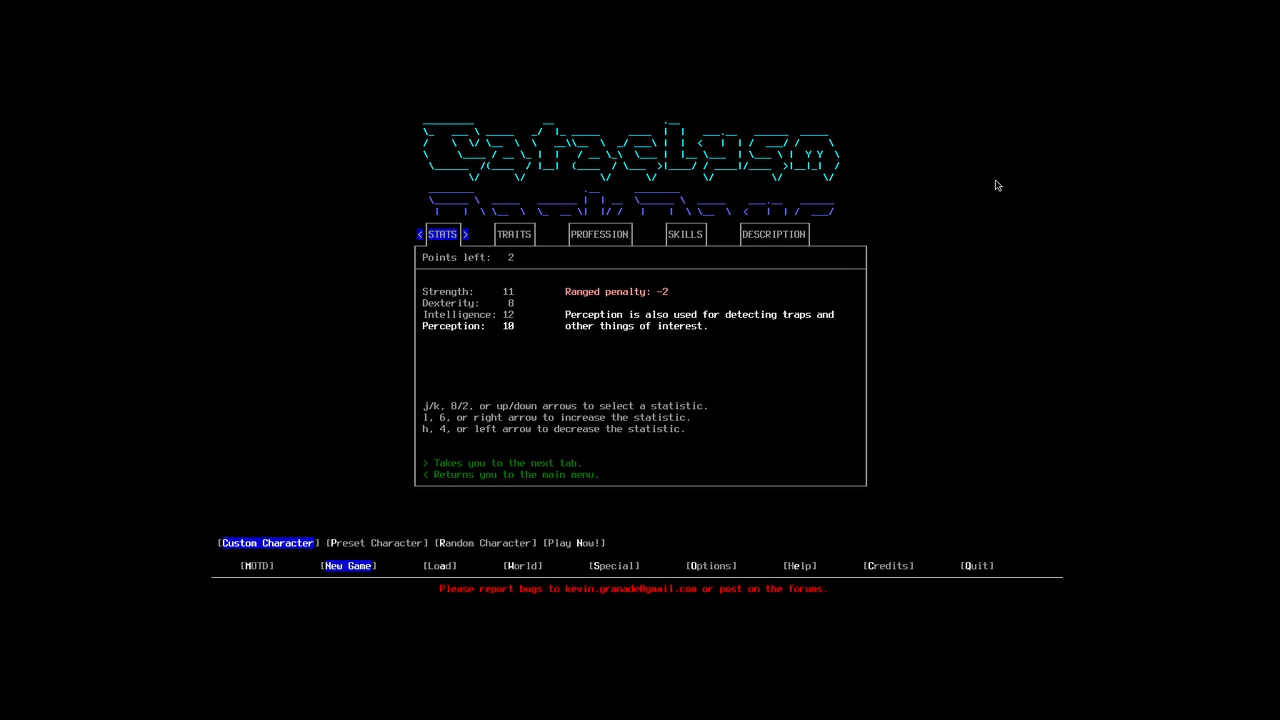 Cataclysm
< STATS > TRAITS PROFESSION SKILLS DESCRIPTION
Points left: 2
Strength: 11 Ranged penalty: -2
Dexterity: 8
Intelligence: 12 Perception is also used for detecting traps and
Perception: 10 other things of interest.
j/k, 8/2, or up/down arrows to select a statistic.
l, 6, or right arrow to increase the statistic.
h, 4, or left arrow to decrease the statistic.
> Takes you to the next tab.
< Returns you to the main menu.
[Custom Character] [Preset Character] [Random Character] [Play Now!]
[MOTD] [New Game] [Load] [World] [Special] [Options] [Help] [Credits] [Quit]
Please report bugs to kevin.granade@gmail.com or post on the forums.